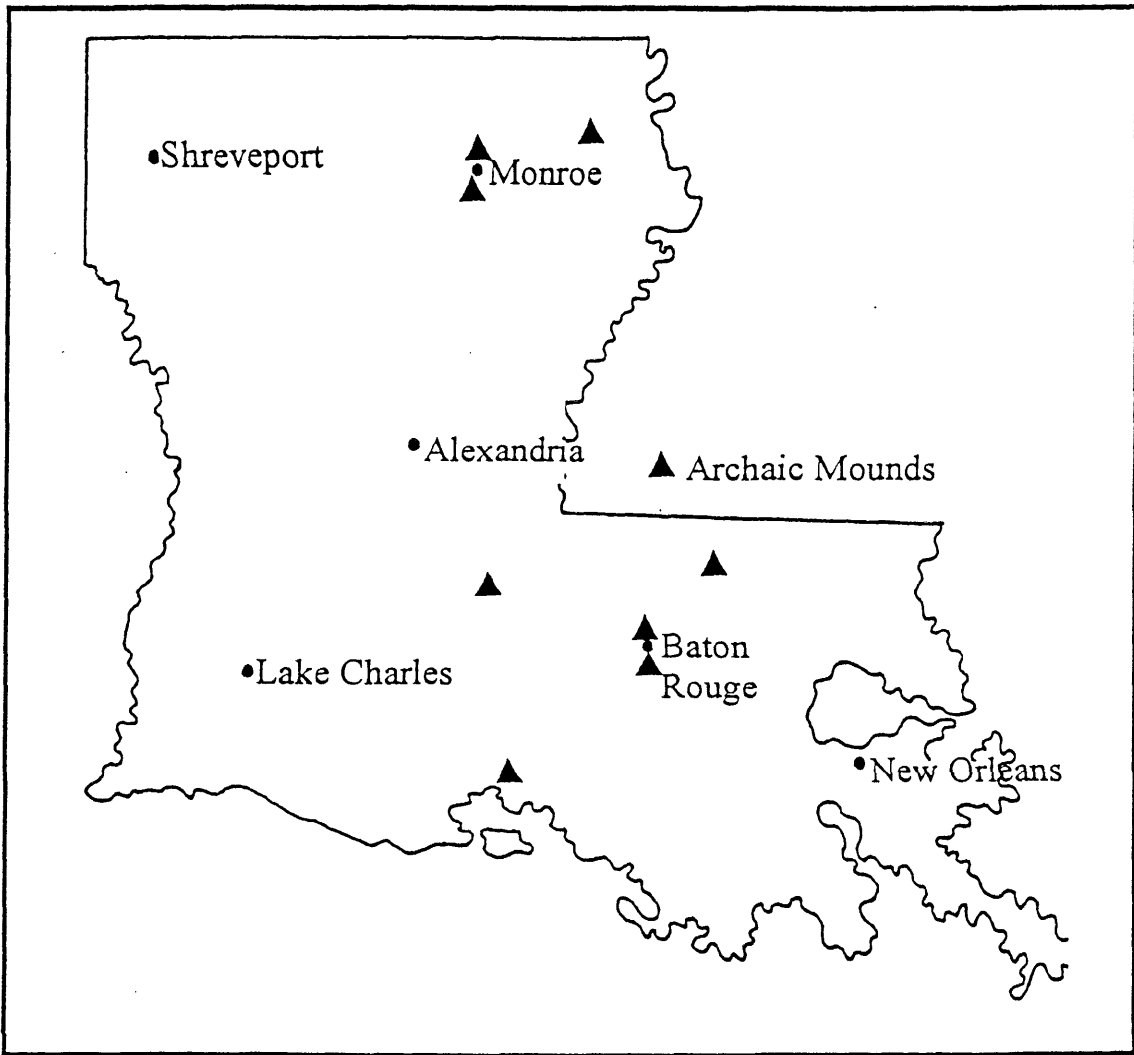 Shreveport
Monroe
Alexandria
Archaic Mounds
Baton
Rouge
Lake Charles
New Orleans